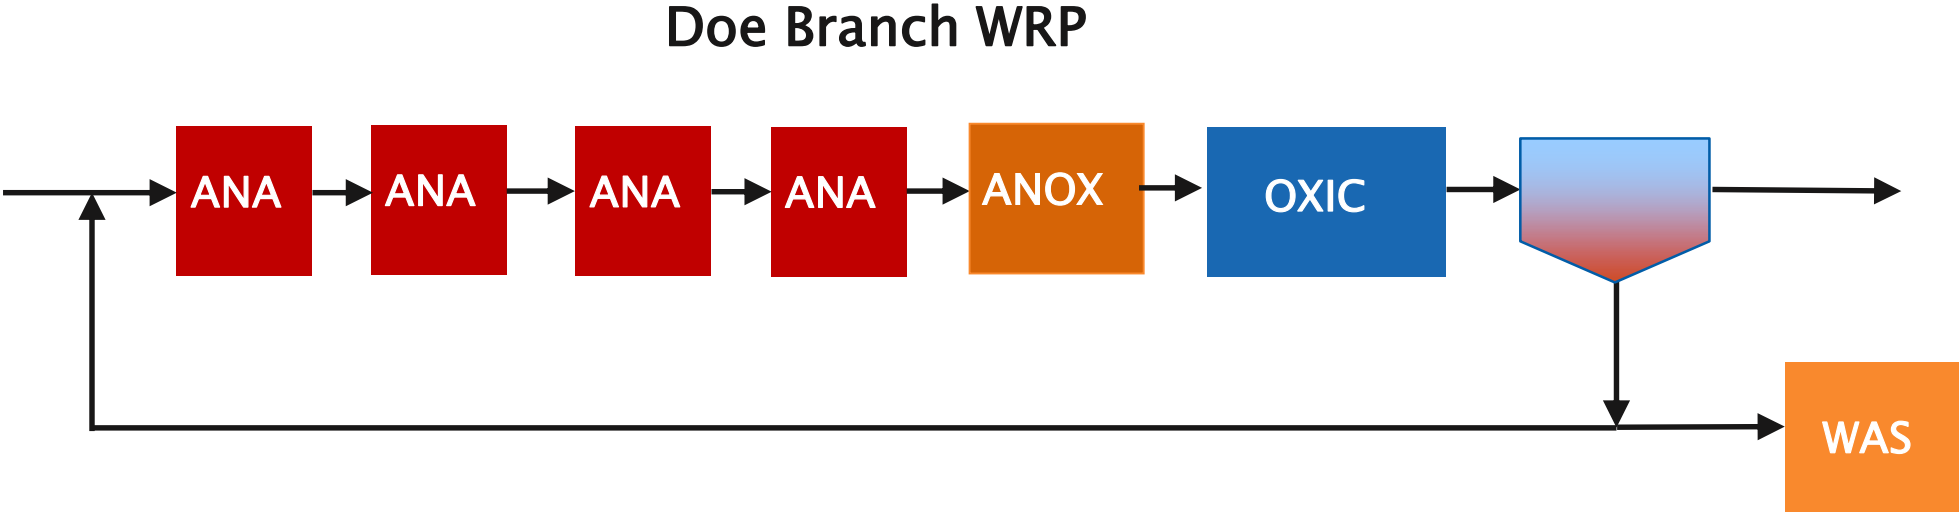 Doe Branch WRP
ANA
ANA
ANA
ANA
ANOX
OXIC
WAS